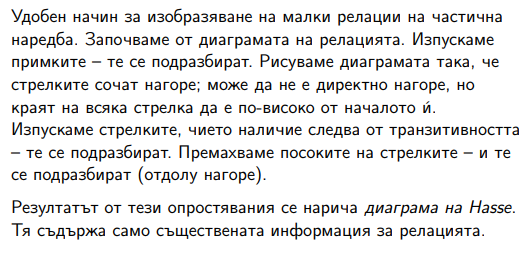 Удобен начин за изобразяване на малки релации на частична
наредба. Започваме от диаграмата на релацията. Изпускаме
примките – те се подразбират. Рисуваме диаграмата така, че
стрелките сочат нагоре; може да не е директно нагоре, но
краят на всяка стрелка да е по-високо от началото ѝ.
Изпускаме стрелките, чието наличие следва от транзитивността
– те се подразбират. Премахваме посоките на стрелките – и те
се подразбират (отдолу нагоре).
Резултатът от тези опростявания се нарича диаграма на Hasse.
Тя съдържа само съществената информация за релацията.